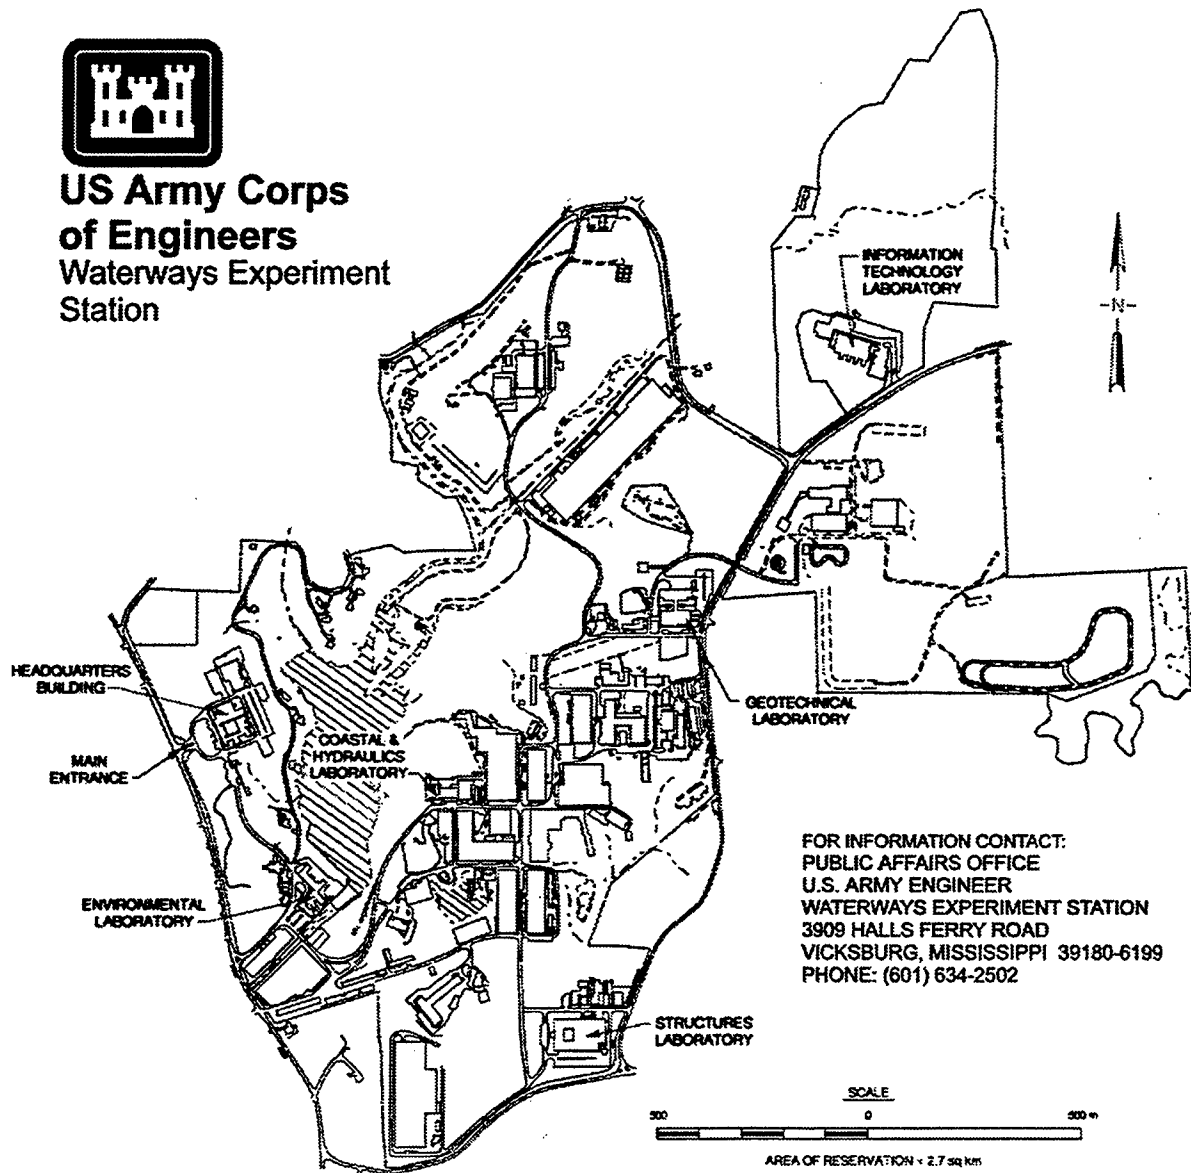 US Army Corps
of Engineers
Waterways Experiment
Station
INFORMATION
TECHNOLOGY
LABORATORY
N
HEADQUARTERS
BUILDING
MAIN
ENTRANCE
COASTAL &
HYDRAULICS
LABORATORY
GEOTECHNICAL
LABORATORY
ENVIRONMENTAL
LABORATORY
FOR INFORMATION CONTACT:
PUBLIC AFFAIRS OFFICE
U.S. ARMY ENGINEER
WATERWAYS EXPERIMENT STATION
3909 HALLS FERRY ROAD
VICKSBURG, MISSISSIPPI 39180-6199
PHONE: (601) 634-2502
STRUCTURES
LABORATORY
SCALE
500 0 500 m
AREA OF RESERVATION < 2.7 sq km